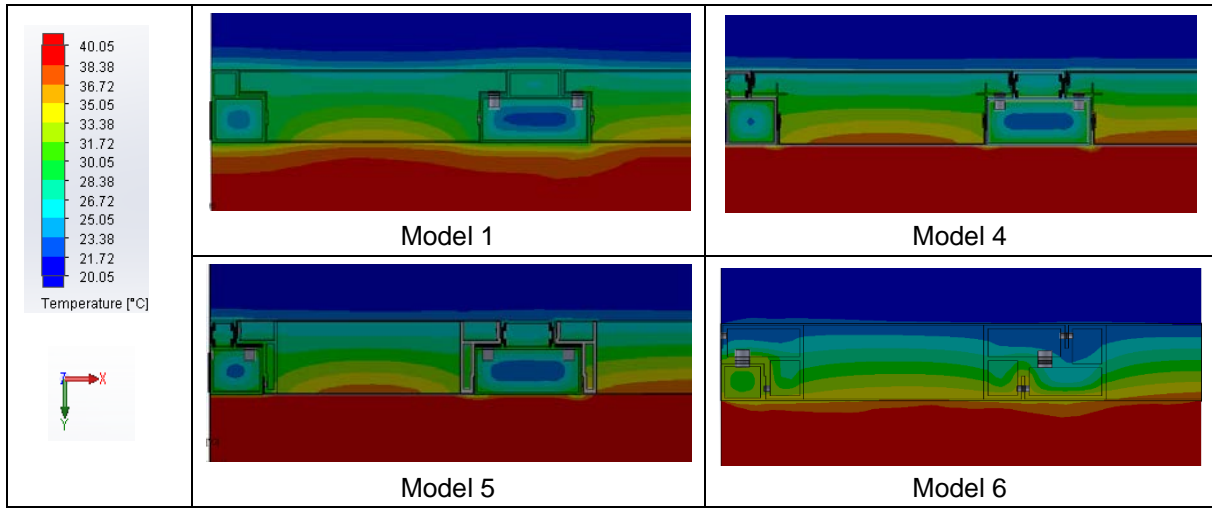 40.05
38.38
36.72
35.05
33.38
31.72
30.05
28.38
26.72
25.05
23.38
21.72
20.05
Temperature [°C]
Z X
Y
Model 1
Model 4
Model 5
Model 6